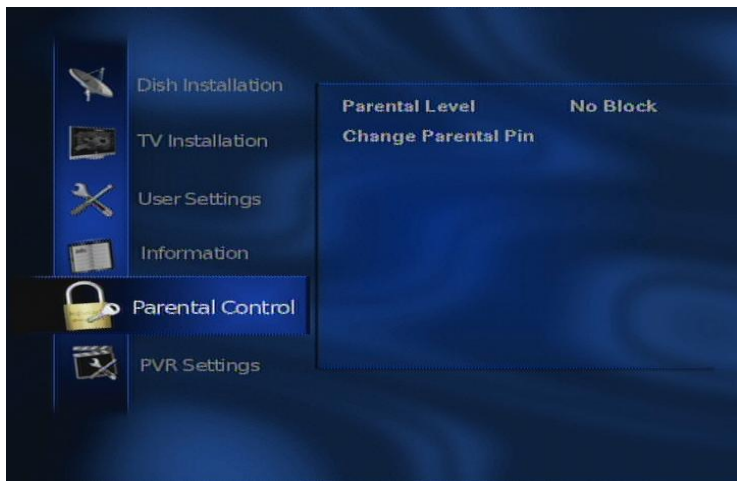 Dish Installation
TV Installation
User Settings
Information
Parental Control
PVR Settings
Parental Level No Block
Change Parental Pin